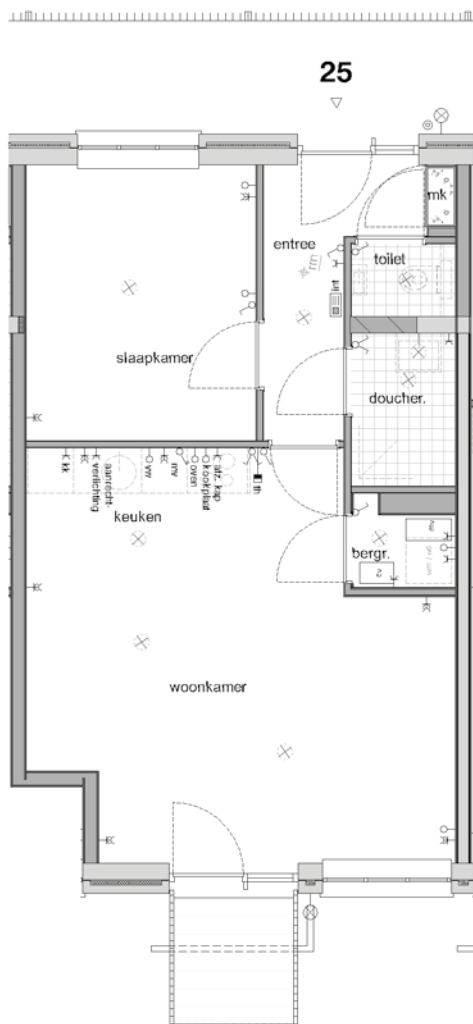 25
mk
entree
toilet
int
slaapkamer
doucher.
kk
verlichting
aanrecht-
vw
mv
oven
kookplaat
afz. kap
th
keuken
bergr.
woonkamer